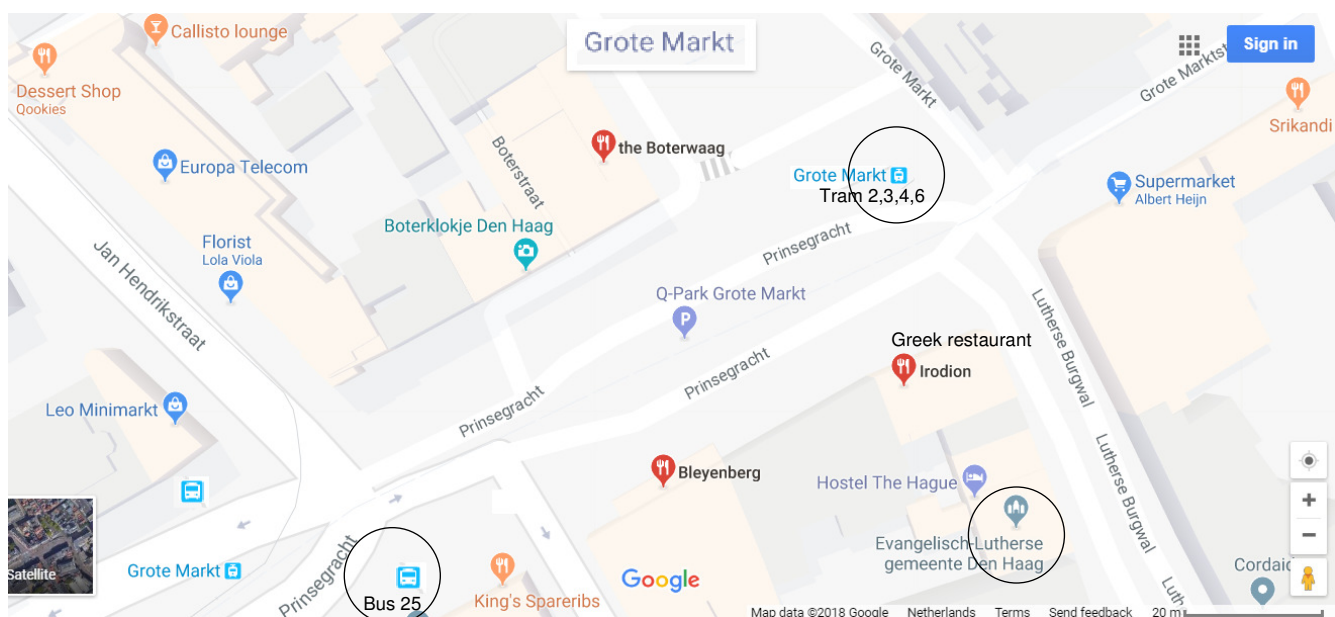 Callisto lounge
Grote Markt
Sign in
Grote Markt
Grote Marktst
Dessert Shop
Qookies
Srikandi
the Boterwaag
Boterstraat
Europa Telecom
Grote Markt
Tram 2,3,4,6
Supermarket
Albert Heijn
Boterklokje Den Haag
Prinsegracht
Florist
Lola Viola
Jan Hendrikstraat
Q-Park Grote Markt
P
Lutherse Burgwal
Greek restaurant
Irodion
Prinsegracht
Leo Minimarkt
Prinsegracht
Bleyenberg
Lutherse Burgwal
Hostel The Hague
Evangelisch-Lutherse
gemeente Den Haag
Grote Markt
Satellite
Prinsegracht
Bus 25
King's Spareribs
Google
Cordaid
Lut
Map data ©2018 Google Netherlands Terms Send feedback 20 m